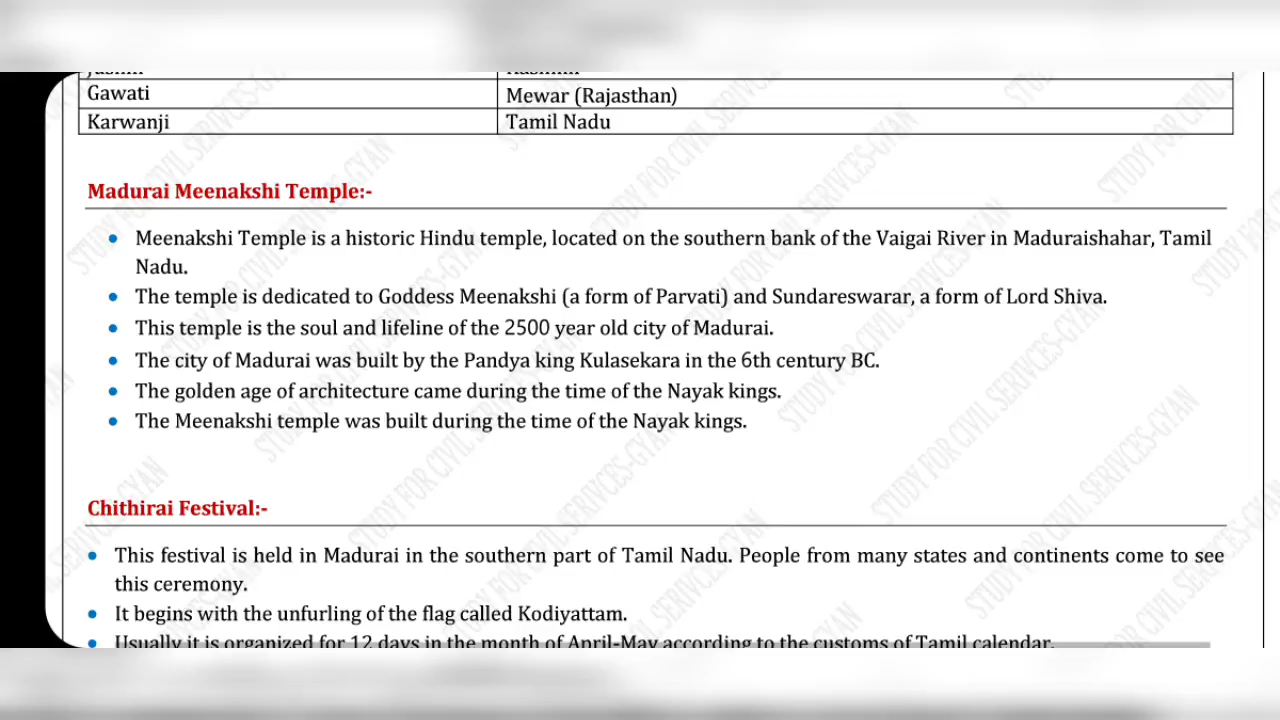 Gawati Mewar (Rajasthan)
Karwanji Tamil Nadu
Madurai Meenakshi Temple:-
• Meenakshi Temple is a historic Hindu temple, located on the southern bank of the Vaigai River in Maduraishahar, Tamil
Nadu.
• The temple is dedicated to Goddess Meenakshi (a form of Parvati) and Sundareswarar, a form of Lord Shiva.
• This temple is the soul and lifeline of the 2500 year old city of Madurai.
• The city of Madurai was built by the Pandya king Kulasekara in the 6th century BC.
• The golden age of architecture came during the time of the Nayak kings.
• The Meenakshi temple was built during the time of the Nayak kings.
Chithirai Festival:-
• This festival is held in Madurai in the southern part of Tamil Nadu. People from many states and continents come to see
this ceremony.
• It begins with the unfurling of the flag called Kodiyattam.
• Usually it is organized for 12 days in the month of April-May according to the customs of Tamil calendar.
STUDY FOR CIVIL SERIVCES-GYAN